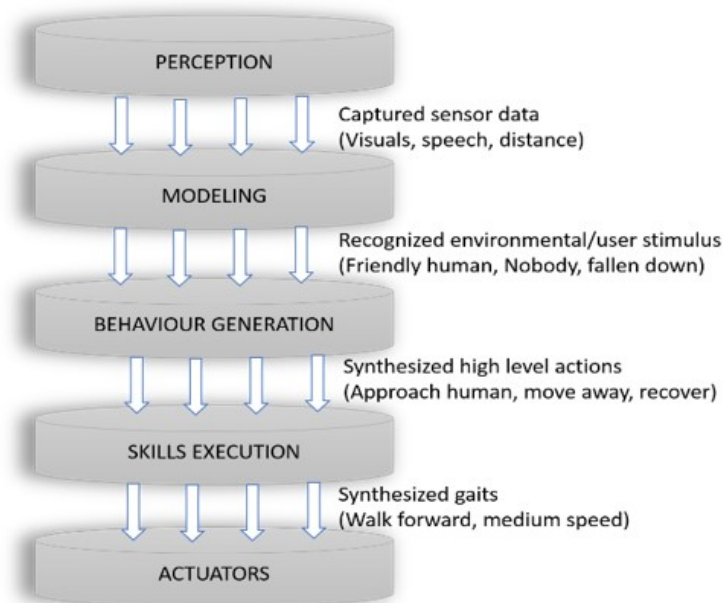 PERCEPTION
Captured sensor data
(Visuals, speech, distance)
MODELING
Recognized environmental/user stimulus
(Friendly human, Nobody, fallen down)
BEHAVIOUR GENERATION
Synthesized high level actions
(Approach human, move away, recover)
SKILLS EXECUTION
Synthesized gaits
(Walk forward, medium speed)
ACTUATORS